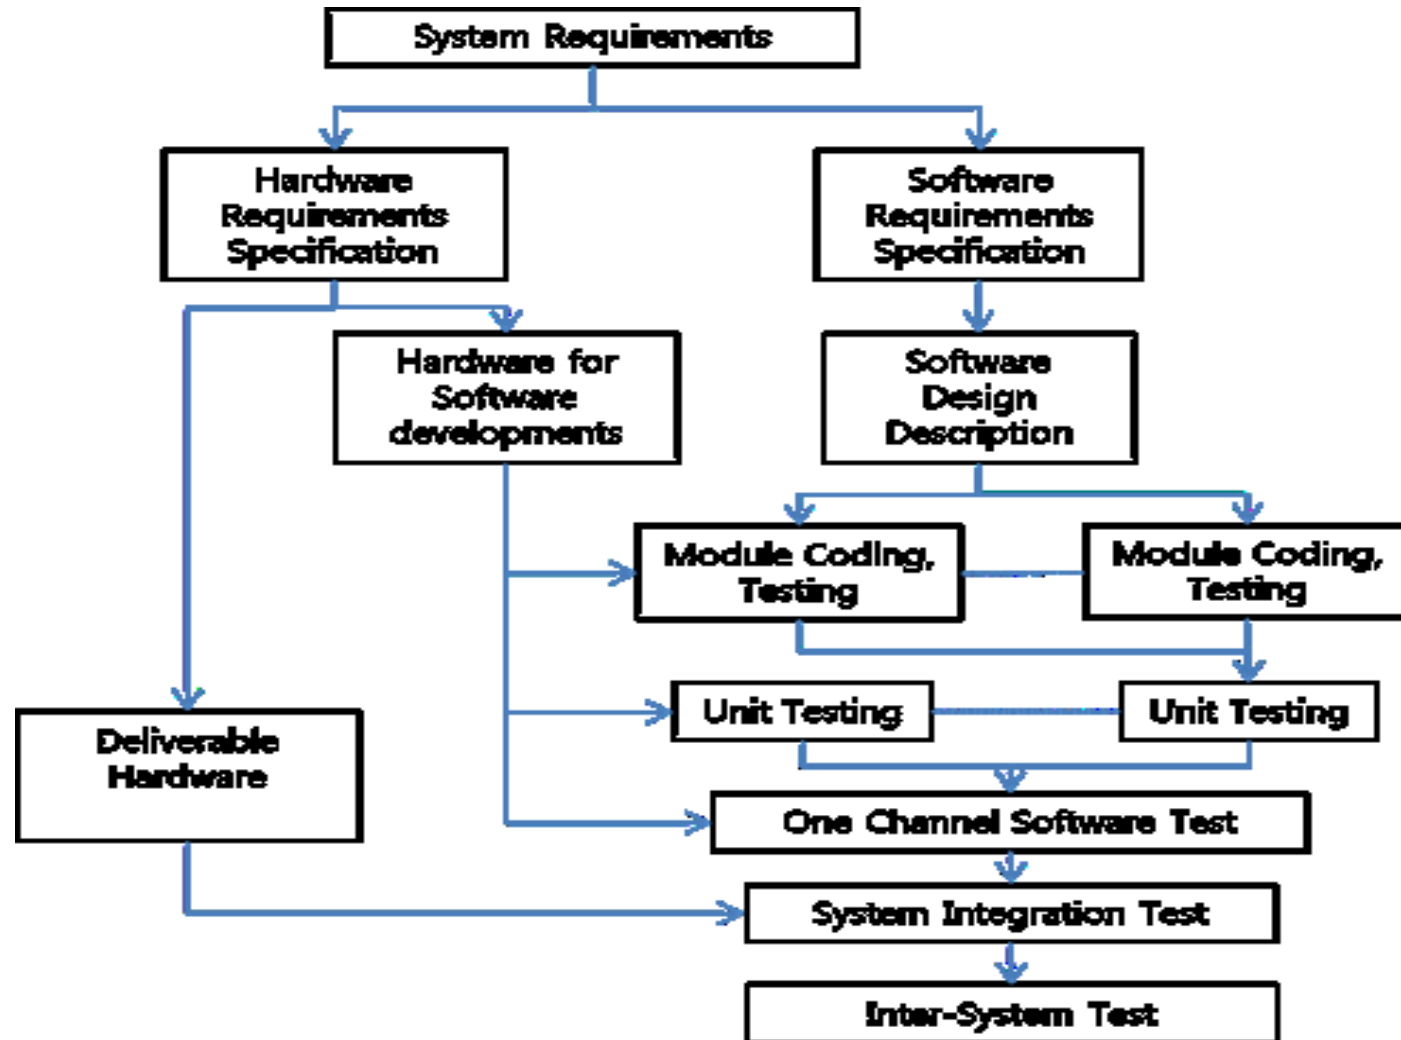 System Requirements
Hardware
Requirements
Specification
Software
Requirements
Specification
Hardware for
Software
developments
Software
Design
Description
Module Coding,
Testing
Module Coding,
Testing
Unit Testing
Unit Testing
Deliverable
Hardware
One Channel Software Test
System Integration Test
Inter-System Test